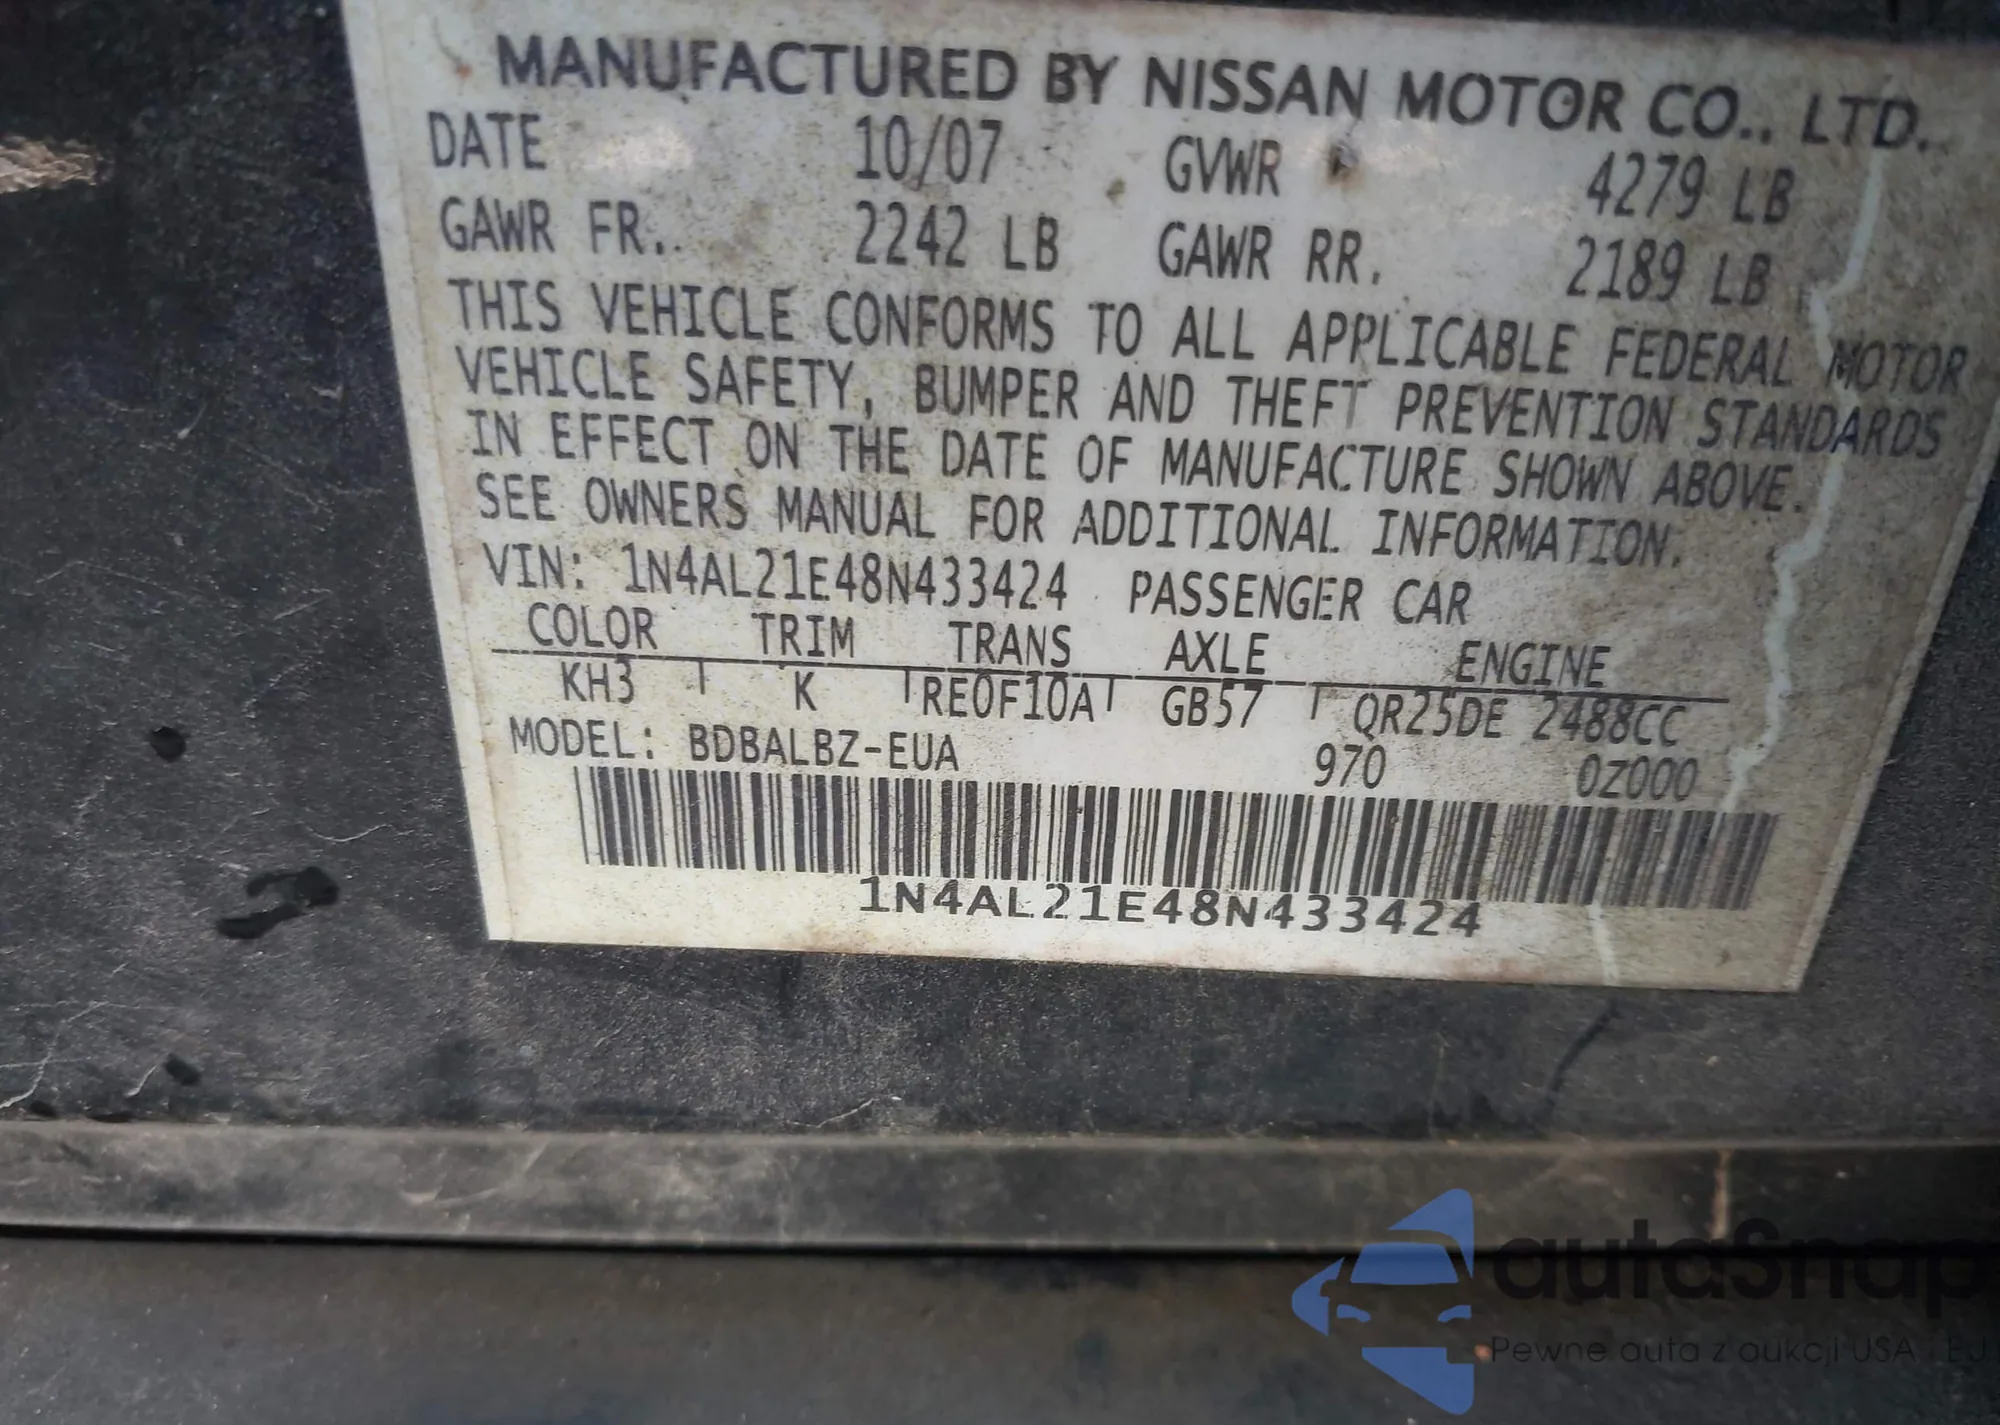 MANUFACTURED BY NISSAN MOTOR CO., LTD.
DATE 10/07 GVWR 4279 LB
GAWR FR. 2242 LB GAWR RR. 2189 LB
THIS VEHICLE CONFORMS TO ALL APPLICABLE FEDERAL MOTOR
VEHICLE SAFETY, BUMPER AND THEFT PREVENTION STANDARDS
IN EFFECT ON THE DATE OF MANUFACTURE SHOWN ABOVE.
SEE OWNERS MANUAL FOR ADDITIONAL INFORMATION.
VIN: 1N4AL21E48N433424 PASSENGER CAR
COLOR TRIM TRANS AXLE ENGINE
KH3 K RE0F10A GB57 QR25DE 2488CC
MODEL: BDBALBZ-EUA 970 0Z000
1N4AL21E48N433424
autoSnap
Pewne auta z aukcji USA i EU